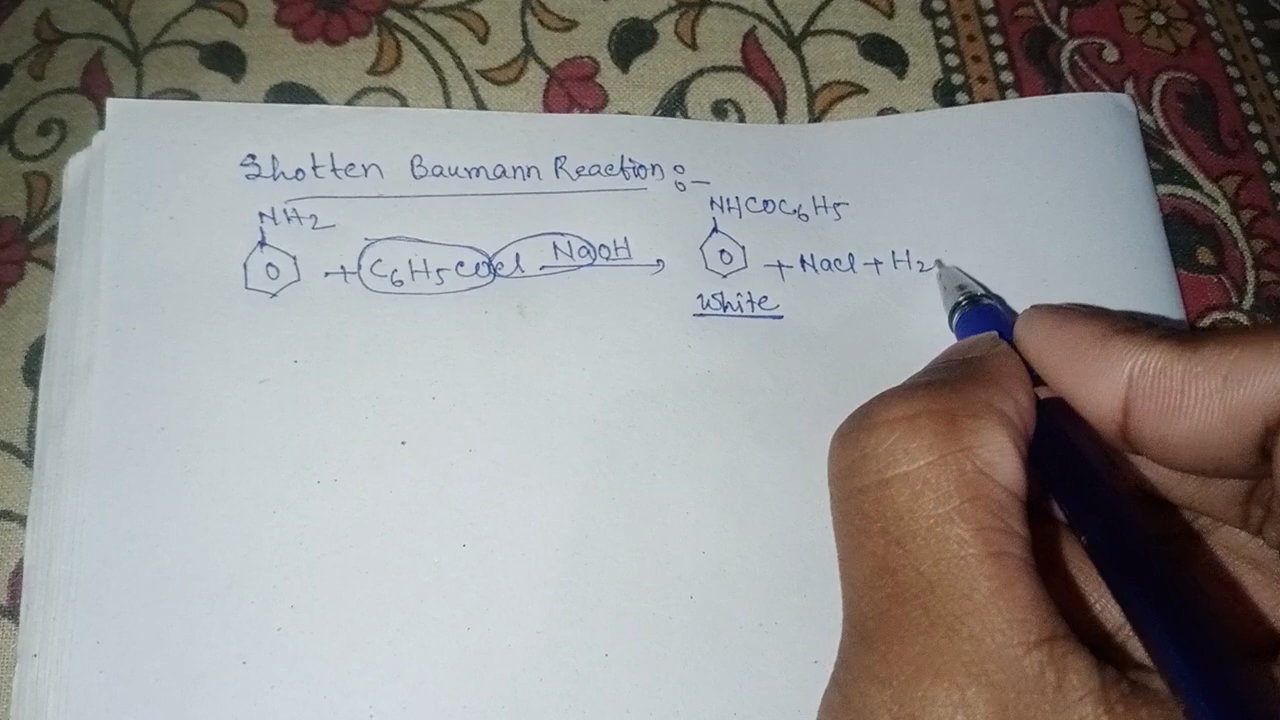 Shotten Baumann Reaction :-
NH2
NHCOC6H5
+ C6H5COCl NaOH → + NaCl + H2
White